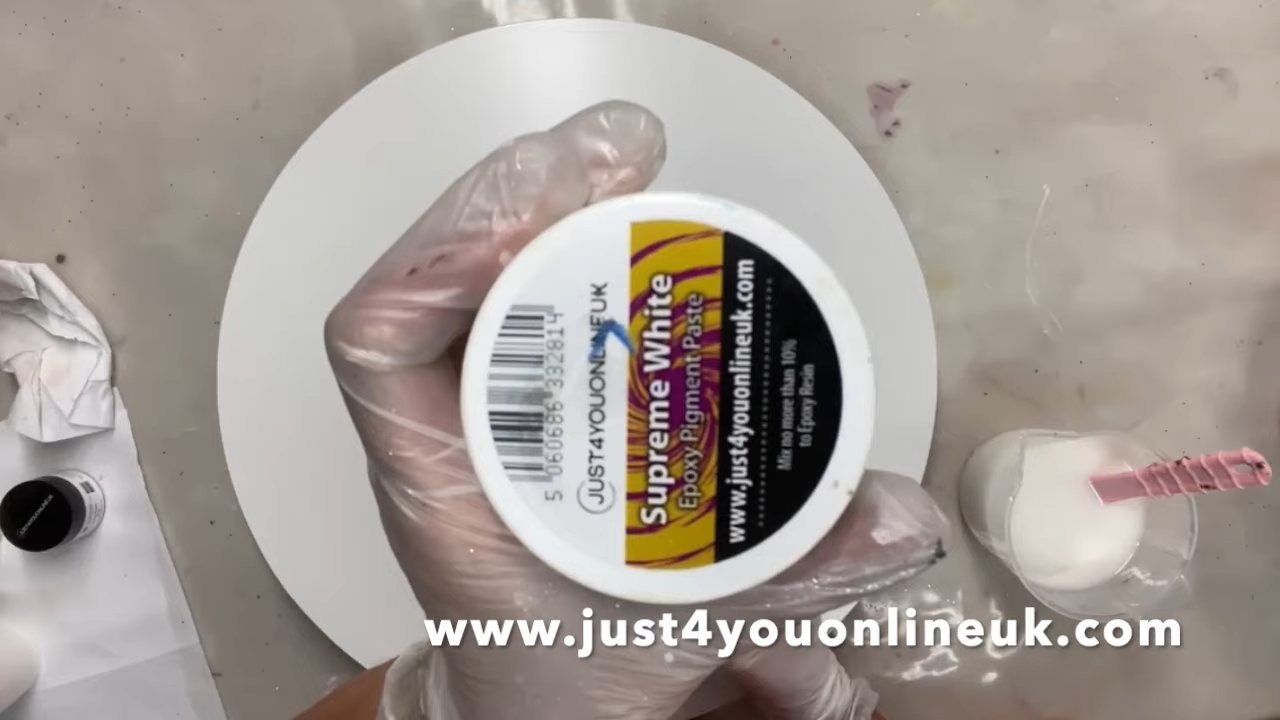 5 060686 332814
JUST4YOUONLINEUK
Supreme White
Epoxy Pigment Paste
www.just4youonlineuk.com
Mix no more than 10%
to Epoxy Resin
www.just4youonlineuk.com